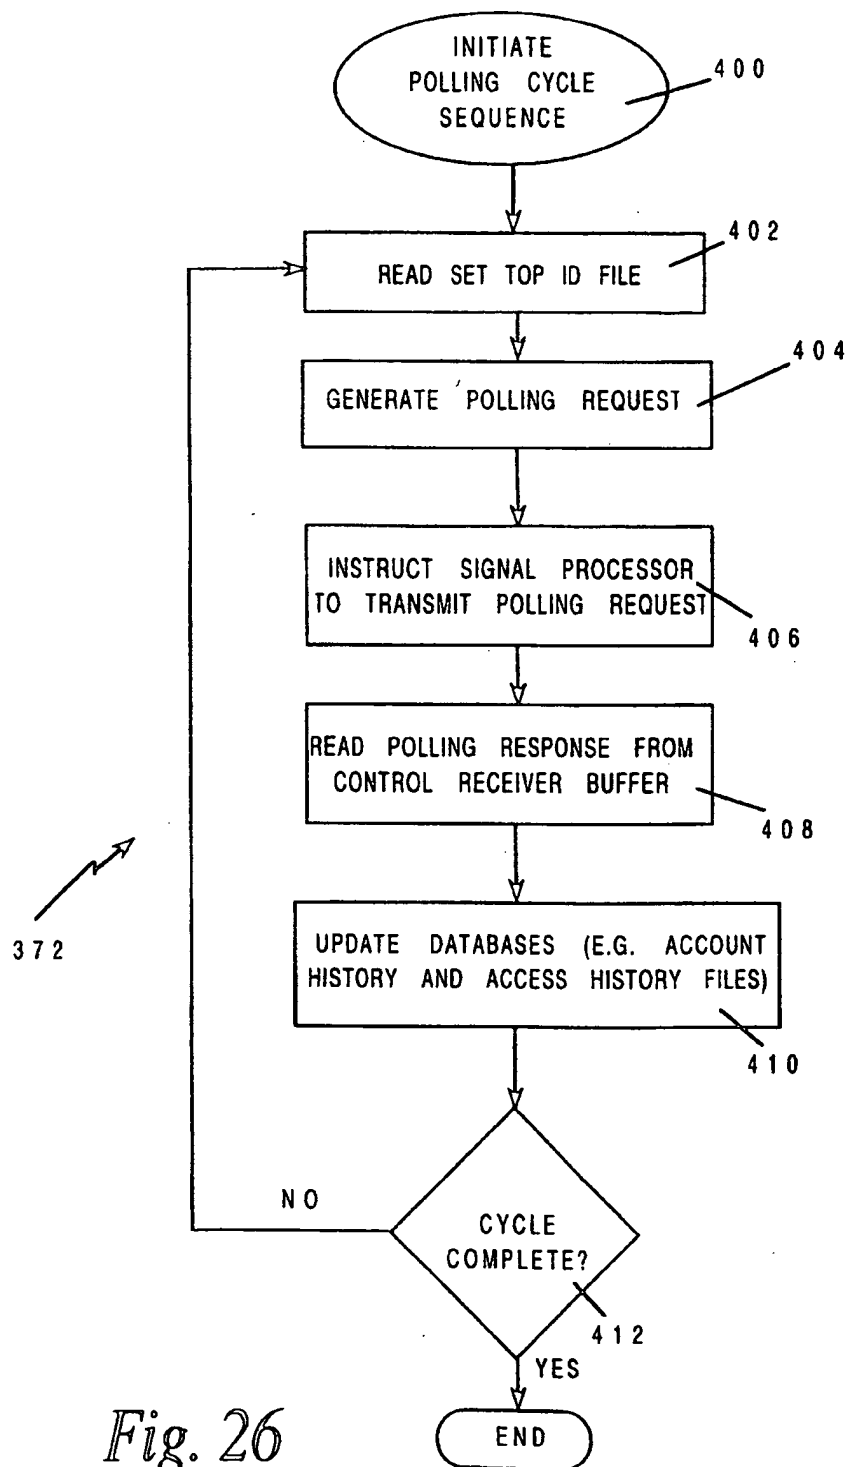 INITIATE
POLLING CYCLE
SEQUENCE
400
402
READ SET TOP ID FILE
404
GENERATE POLLING REQUEST
INSTRUCT SIGNAL PROCESSOR
TO TRANSMIT POLLING REQUEST
406
READ POLLING RESPONSE FROM
CONTROL RECEIVER BUFFER
408
372
UPDATE DATABASES (E.G. ACCOUNT
HISTORY AND ACCESS HISTORY FILES)
410
NO
CYCLE
COMPLETE?
412
YES
END
Fig. 26